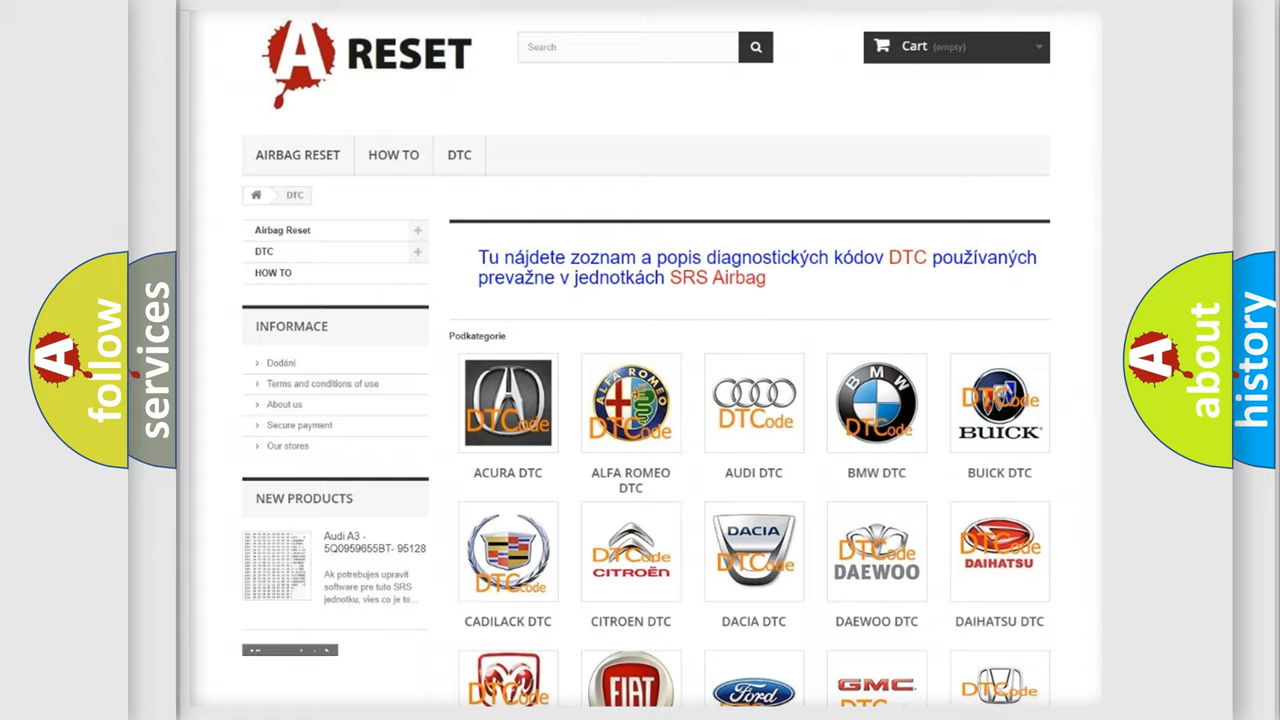 A RESET
Search
Cart (empty)
AIRBAG RESET
HOW TO
DTC
DTC
Airbag Reset
DTC
HOW TO
INFORMACE
Dodání
Terms and conditions of use
About us
Secure payment
Our stores
NEW PRODUCTS
Audi A3 -
5Q0959655BT- 95128
Ak potrebujes upravit
software pre tuto SRS
jednotku, vies co je to...
Tu nájdete zoznam a popis diagnostických kódov DTC používaných
prevažne v jednotkách SRS Airbag
Podkategorie
DTCode
ALFA ROMEO
DTCode
DTCode
BMW
DTCode
DTCode
BUICK
ACURA DTC
ALFA ROMEO
DTC
AUDI DTC
BMW DTC
BUICK DTC
DTCode
DTCode
CITROËN
DACIA
DTCode
DTCode
DAEWOO
DTCode
DAIHATSU
CADILACK DTC
CITROEN DTC
DACIA DTC
DAEWOO DTC
DAIHATSU DTC
DTCode
FIAT
Ford
GMC
DTCode
A follow
services
A about
history